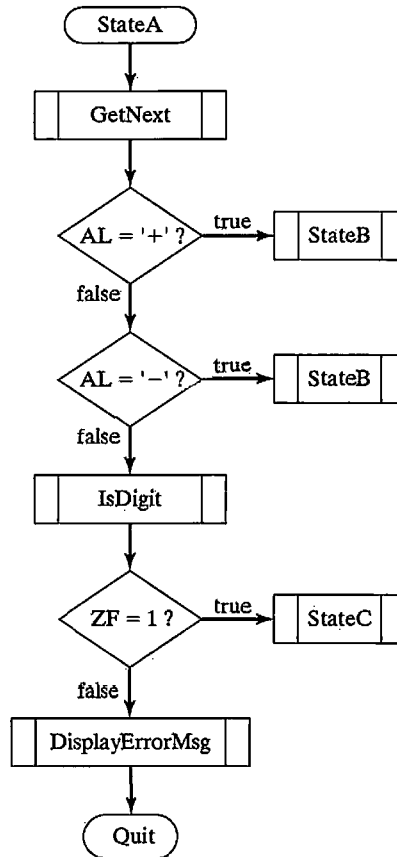 StateA
GetNext
AL = '+' ?
true
StateB
false
AL = '−' ?
true
StateB
false
IsDigit
ZF = 1 ?
true
StateC
false
DisplayErrorMsg
Quit